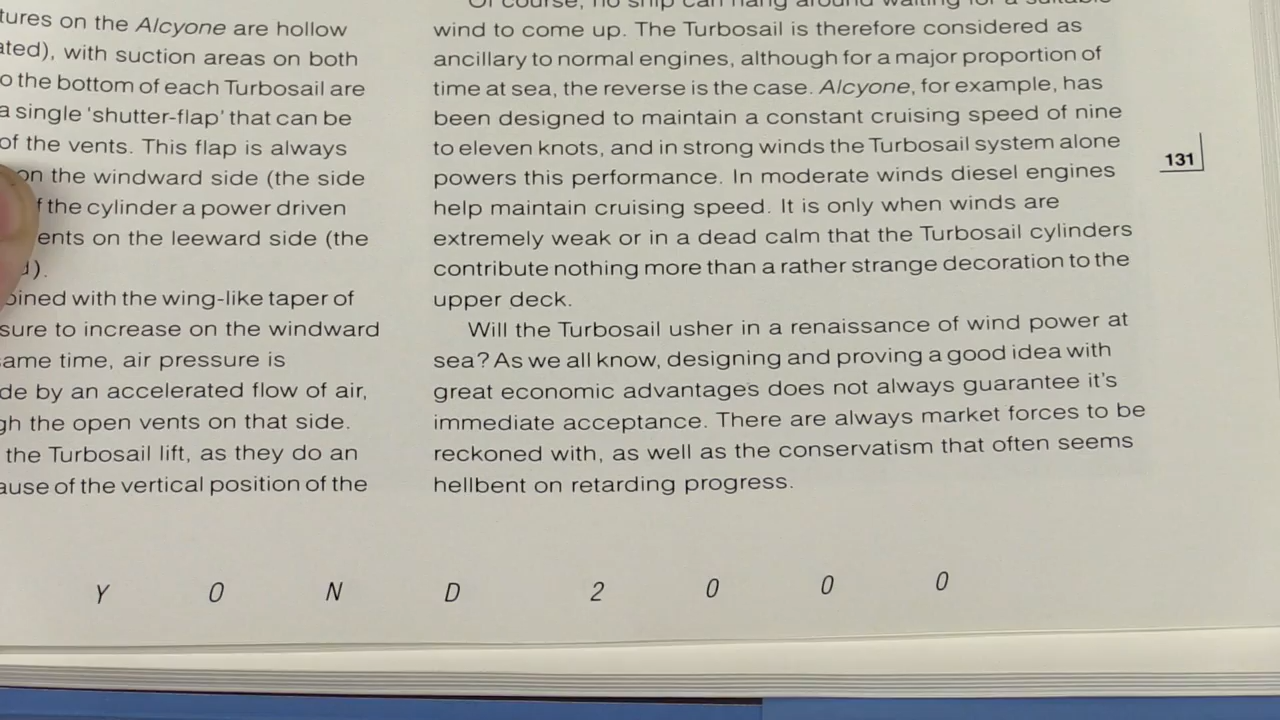 tures on the Alcyone are hollow
ated), with suction areas on both
o the bottom of each Turbosail are
a single 'shutter-flap' that can be
of the vents. This flap is always
on the windward side (the side
f the cylinder a power driven
ents on the leeward side (the
d).
bined with the wing-like taper of
sure to increase on the windward
same time, air pressure is
de by an accelerated flow of air,
gh the open vents on that side.
the Turbosail lift, as they do an
ause of the vertical position of the
Of course, no ship can hang around waiting for a suitable
wind to come up. The Turbosail is therefore considered as
ancillary to normal engines, although for a major proportion of
time at sea, the reverse is the case. Alcyone, for example, has
been designed to maintain a constant cruising speed of nine
to eleven knots, and in strong winds the Turbosail system alone
powers this performance. In moderate winds diesel engines
help maintain cruising speed. It is only when winds are
extremely weak or in a dead calm that the Turbosail cylinders
contribute nothing more than a rather strange decoration to the
upper deck.
Will the Turbosail usher in a renaissance of wind power at
sea? As we all know, designing and proving a good idea with
great economic advantages does not always guarantee it's
immediate acceptance. There are always market forces to be
reckoned with, as well as the conservatism that often seems
hellbent on retarding progress.
131
Y O N D 2 0 0 0